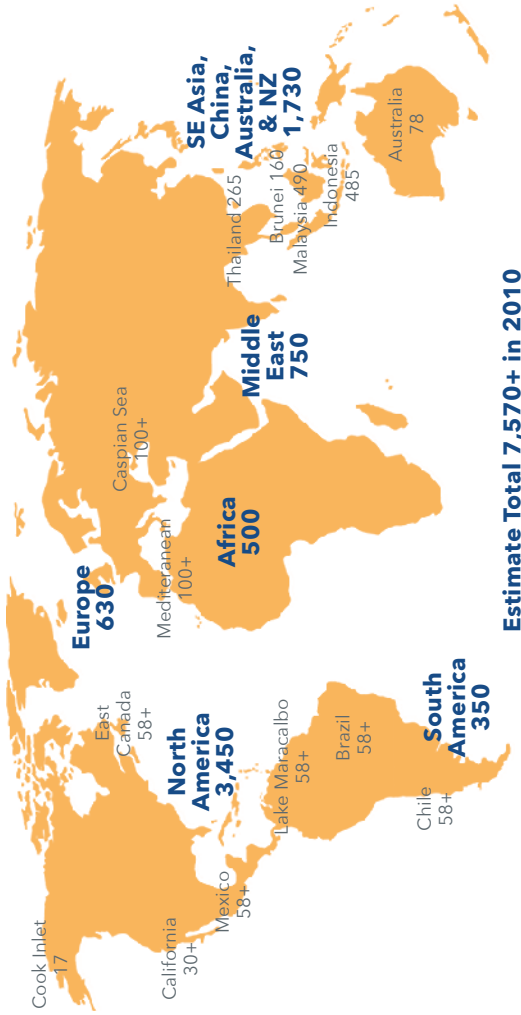 Cook Inlet
17
California
30+
Mexico
58+
East
Canada
58+
North
America
3,450
Lake Maracalbo
58+
Brazil
58+
Chile
58+
South
America
350
Europe
630
Mediteranean
100+
Caspian Sea
100+
Africa
500
Middle
East
750
SE Asia,
China,
Australia,
& NZ
1,730
Thailand 265
Brunei 160
Malaysia 490
Indonesia
485
Australia
78
Estimate Total 7,570+ in 2010